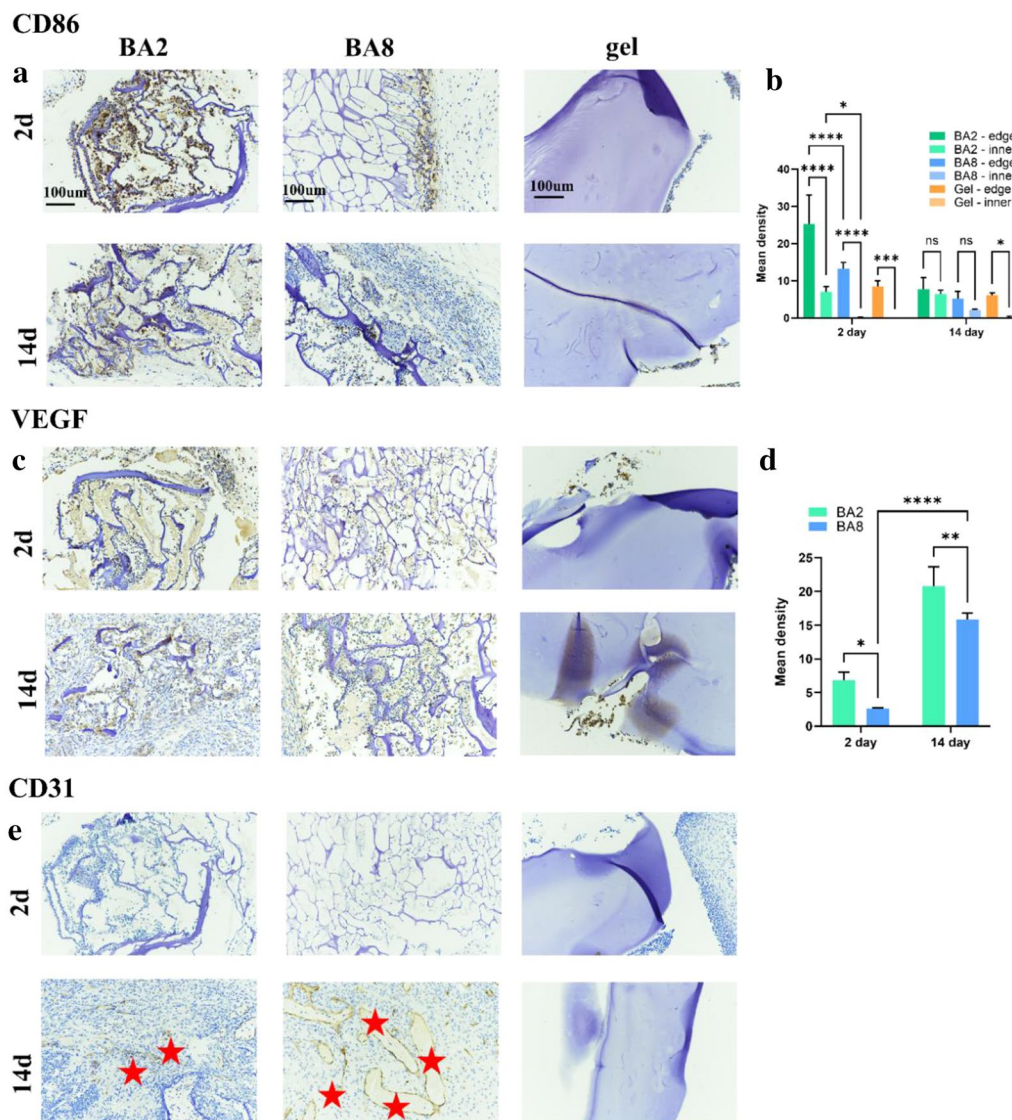 CD86
BA2 BA8 gel
a
2d
100um 100um 100um
14d
b
BA2 - edge
BA2 - inner
BA8 - edge
BA8 - inner
Gel - edge
Gel - inner
*
****
****
****
***
ns ns *
Mean density
40
30
20
10
0
2 day 14 day
VEGF
c
2d
14d
d
BA2
BA8
****
**
*
Mean density
25
20
15
10
5
0
2 day 14 day
CD31
e
2d
14d